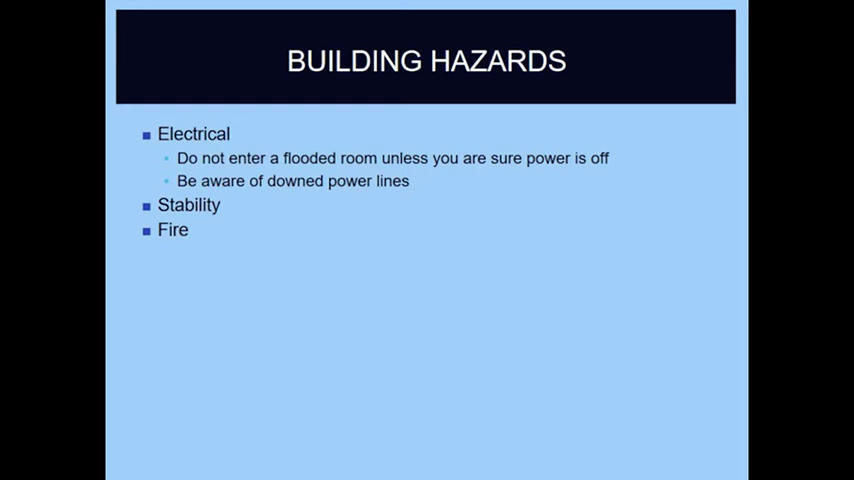 BUILDING HAZARDS
Electrical
Do not enter a flooded room unless you are sure power is off
Be aware of downed power lines
Stability
Fire